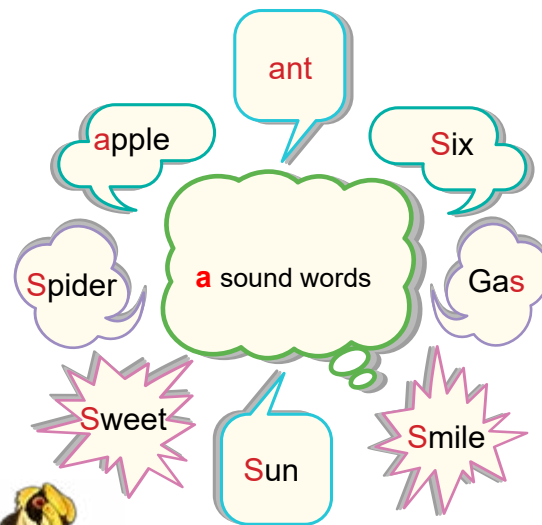 ant
apple
Six
a sound words
Spider
Gas
Sweet
Smile
Sun